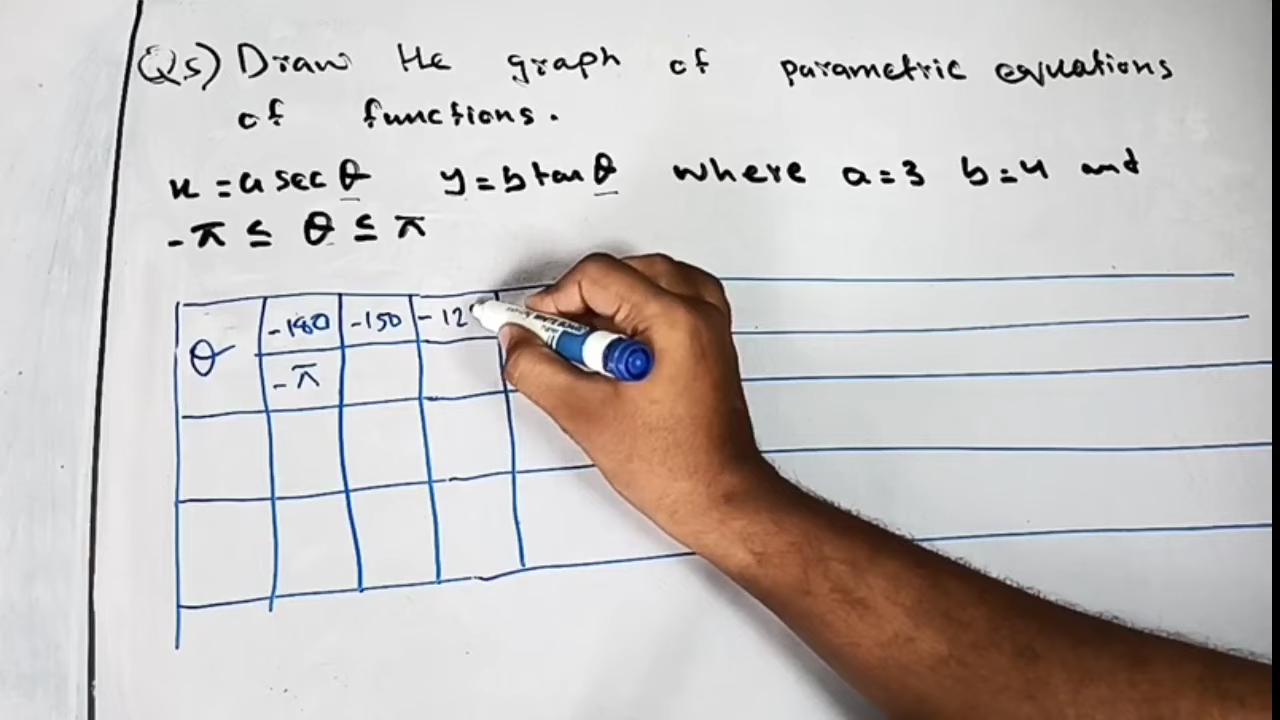 Q5) Draw the graph of parametric equations
of functions.
x = a sec θ y = b tan θ where a = 3 b = 4 and
-π ≤ θ ≤ π
θ -180 -150 -12
-π